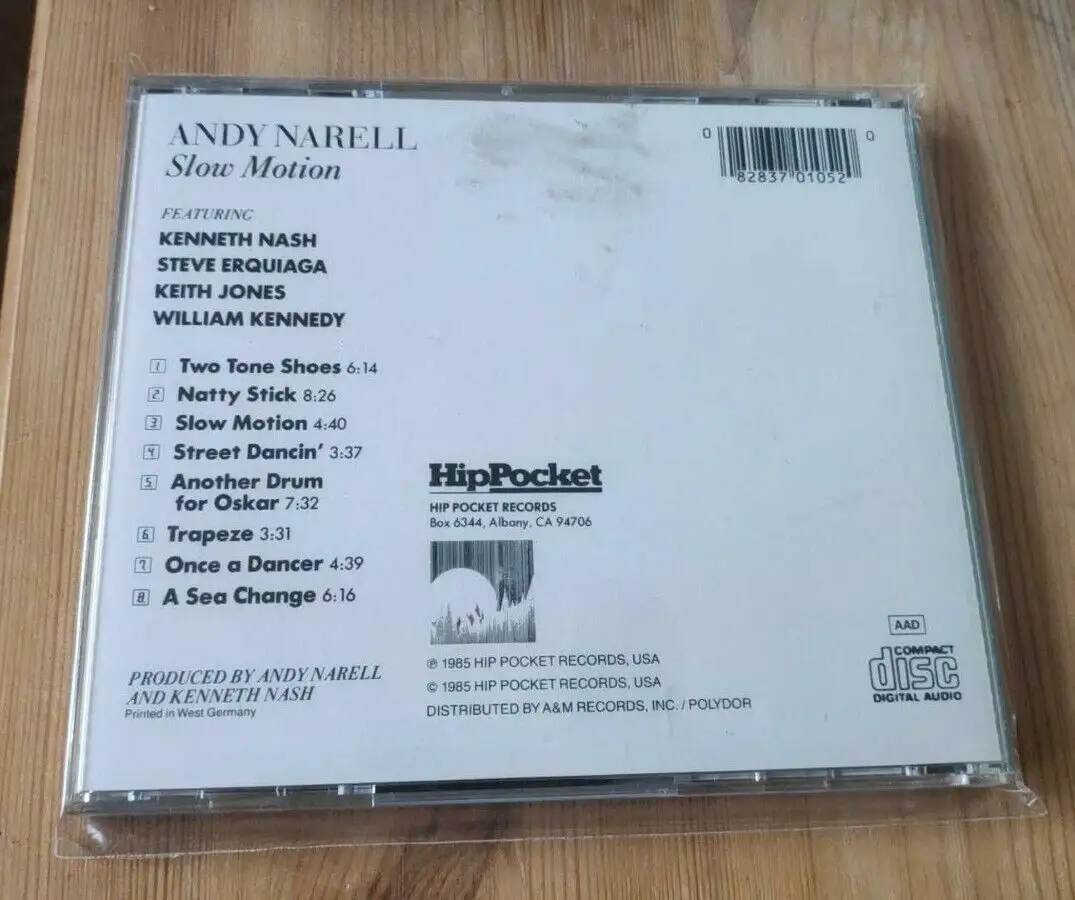 ANDY NARELL
Slow Motion
0 82837 01052 0
FEATURING
KENNETH NASH
STEVE ERQUIAGA
KEITH JONES
WILLIAM KENNEDY
1 Two Tone Shoes 6:14
2 Natty Stick 8:26
3 Slow Motion 4:40
4 Street Dancin' 3:37
5 Another Drum
for Oskar 7:32
6 Trapeze 3:31
7 Once a Dancer 4:39
8 A Sea Change 6:16
PRODUCED BY ANDY NARELL
AND KENNETH NASH
Printed in West Germany
HipPocket
HIP POCKET RECORDS
Box 6344, Albany, CA 94706
℗ 1985 HIP POCKET RECORDS, USA
© 1985 HIP POCKET RECORDS, USA
DISTRIBUTED BY A&M RECORDS, INC. / POLYDOR
AAD
COMPACT
disc
DIGITAL AUDIO